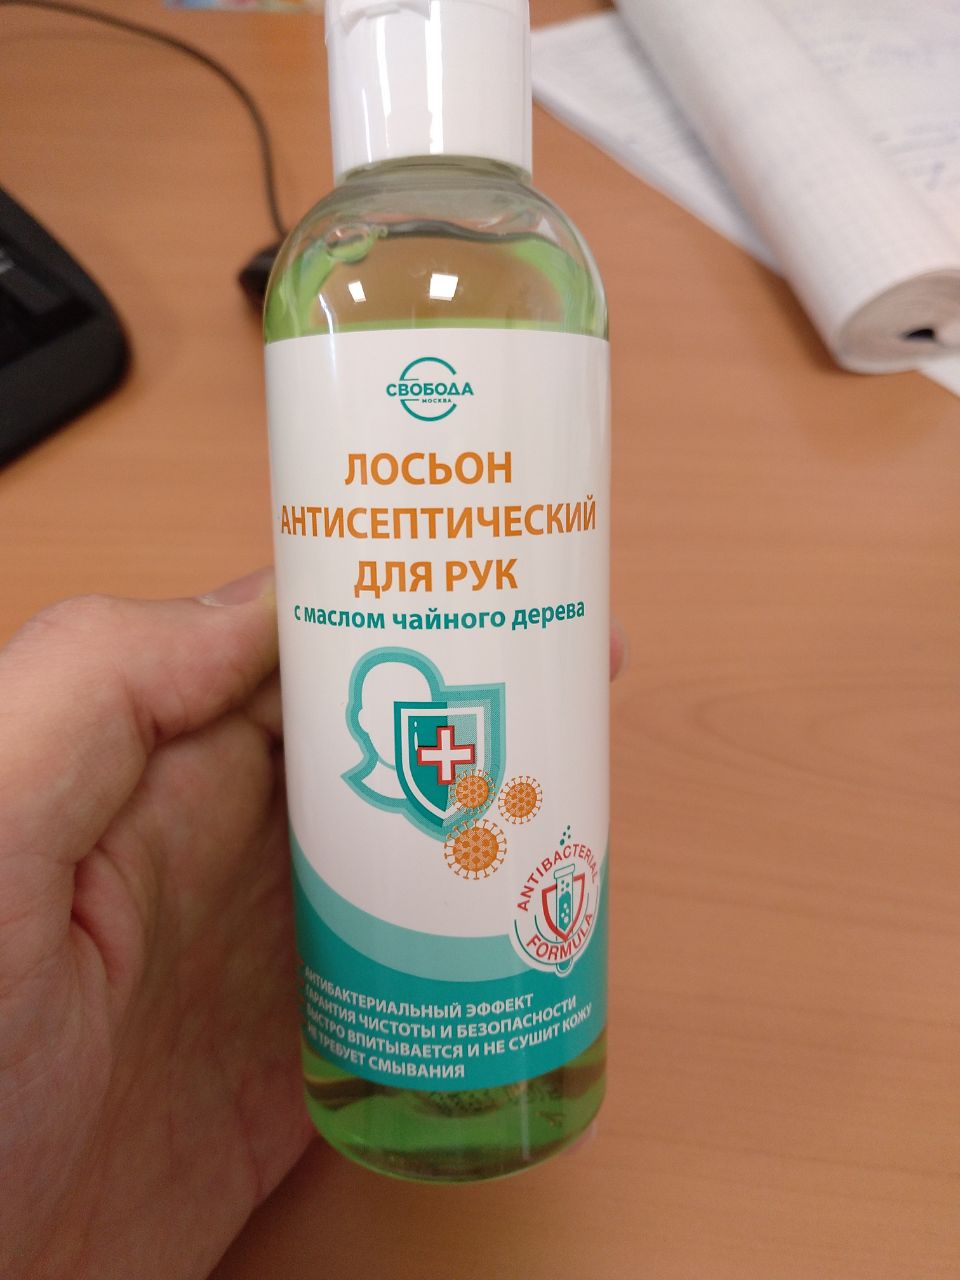 СВОБОДА
МОСКВА
ЛОСЬОН
АНТИСЕПТИЧЕСКИЙ
ДЛЯ РУК
с маслом чайного дерева
ANTIBACTERIAL
FORMULA
АНТИБАКТЕРИАЛЬНЫЙ ЭФФЕКТ
ГАРАНТИЯ ЧИСТОТЫ И БЕЗОПАСНОСТИ
БЫСТРО ВПИТЫВАЕТСЯ И НЕ СУШИТ КОЖУ
НЕ ТРЕБУЕТ СМЫВАНИЯ